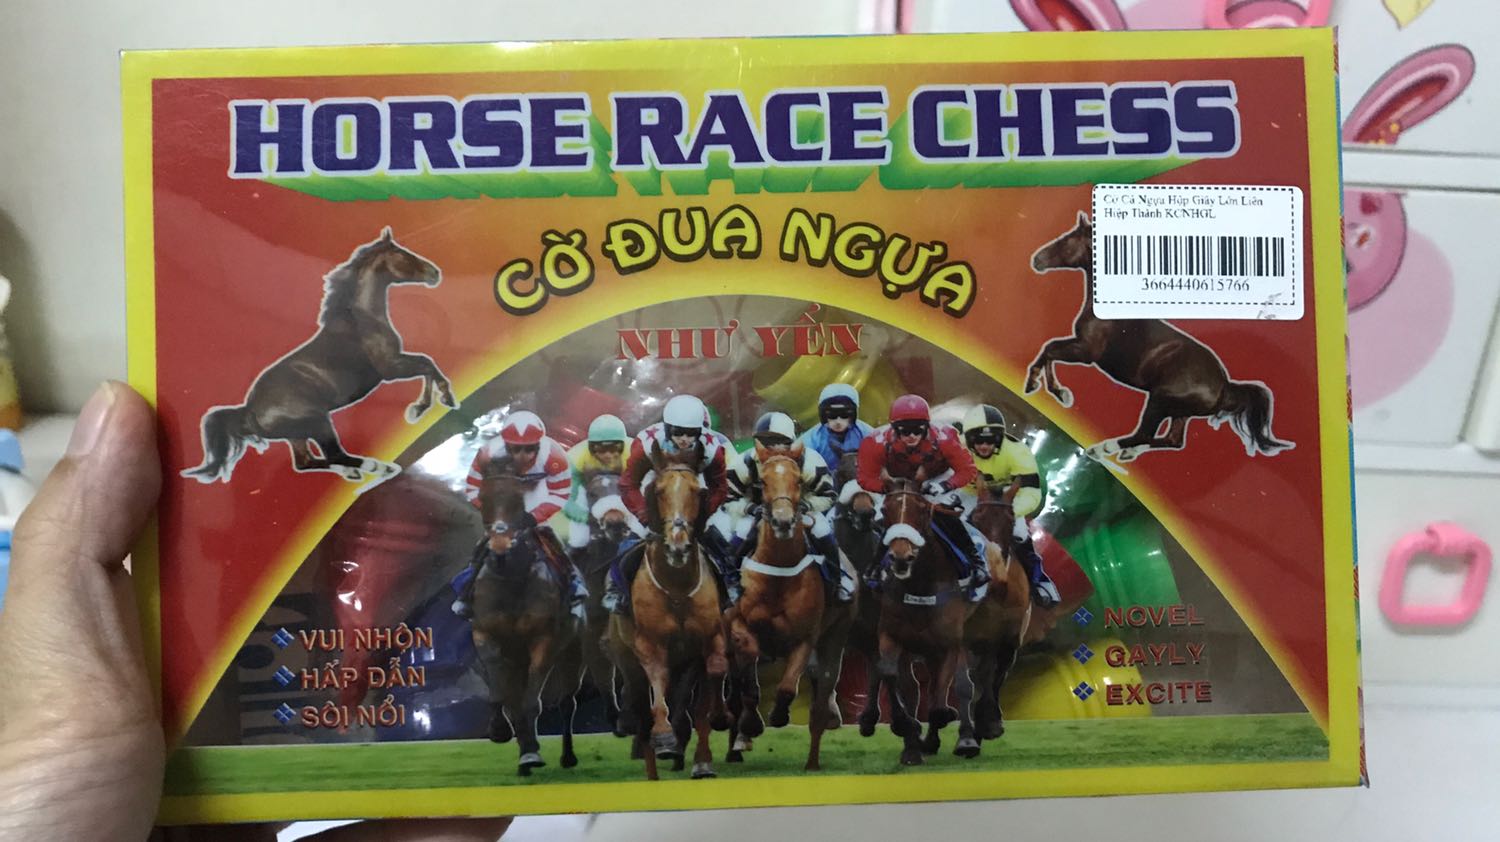 HORSE RACE CHESS
CỜ ĐUA NGỰA
NHƯ YẾN
Cờ Cá Ngựa Hộp Giấy Lớn Liên
Hiệp Thành KCNHGL
3664440615766
VUI NHỘN
HẤP DẪN
SÔI NỔI
NOVEL
GAYLY
EXCITE